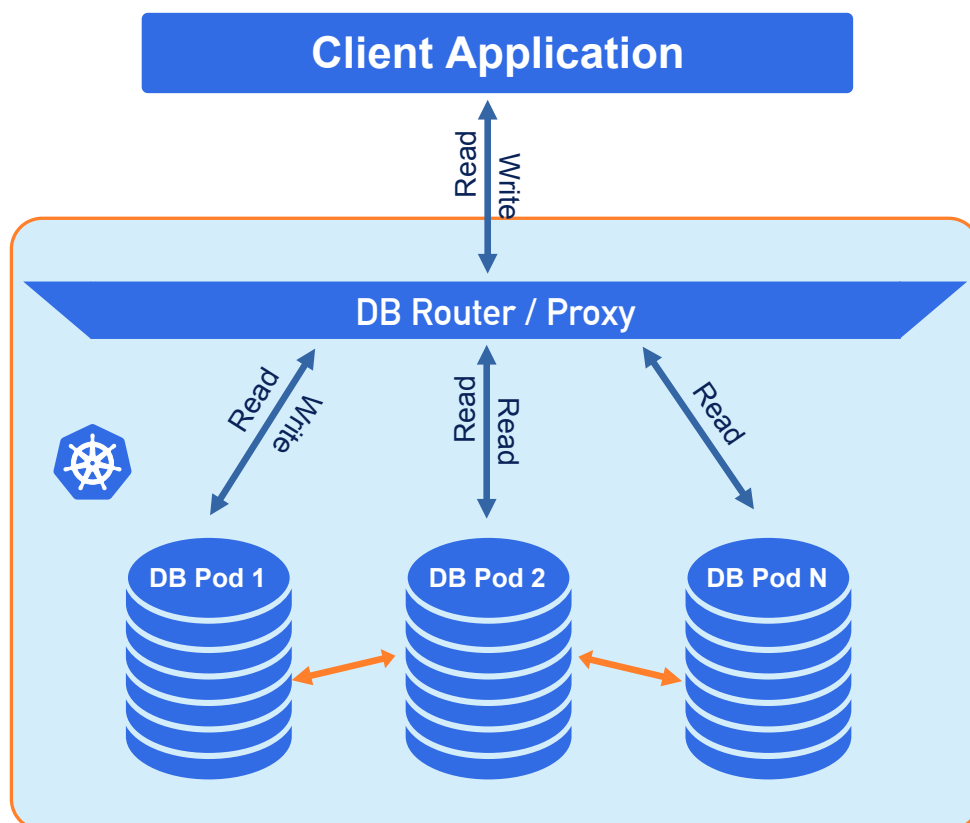 Client Application
Read
Write
DB Router / Proxy
Read
Write
Read
Read
Read
DB Pod 1
DB Pod 2
DB Pod N